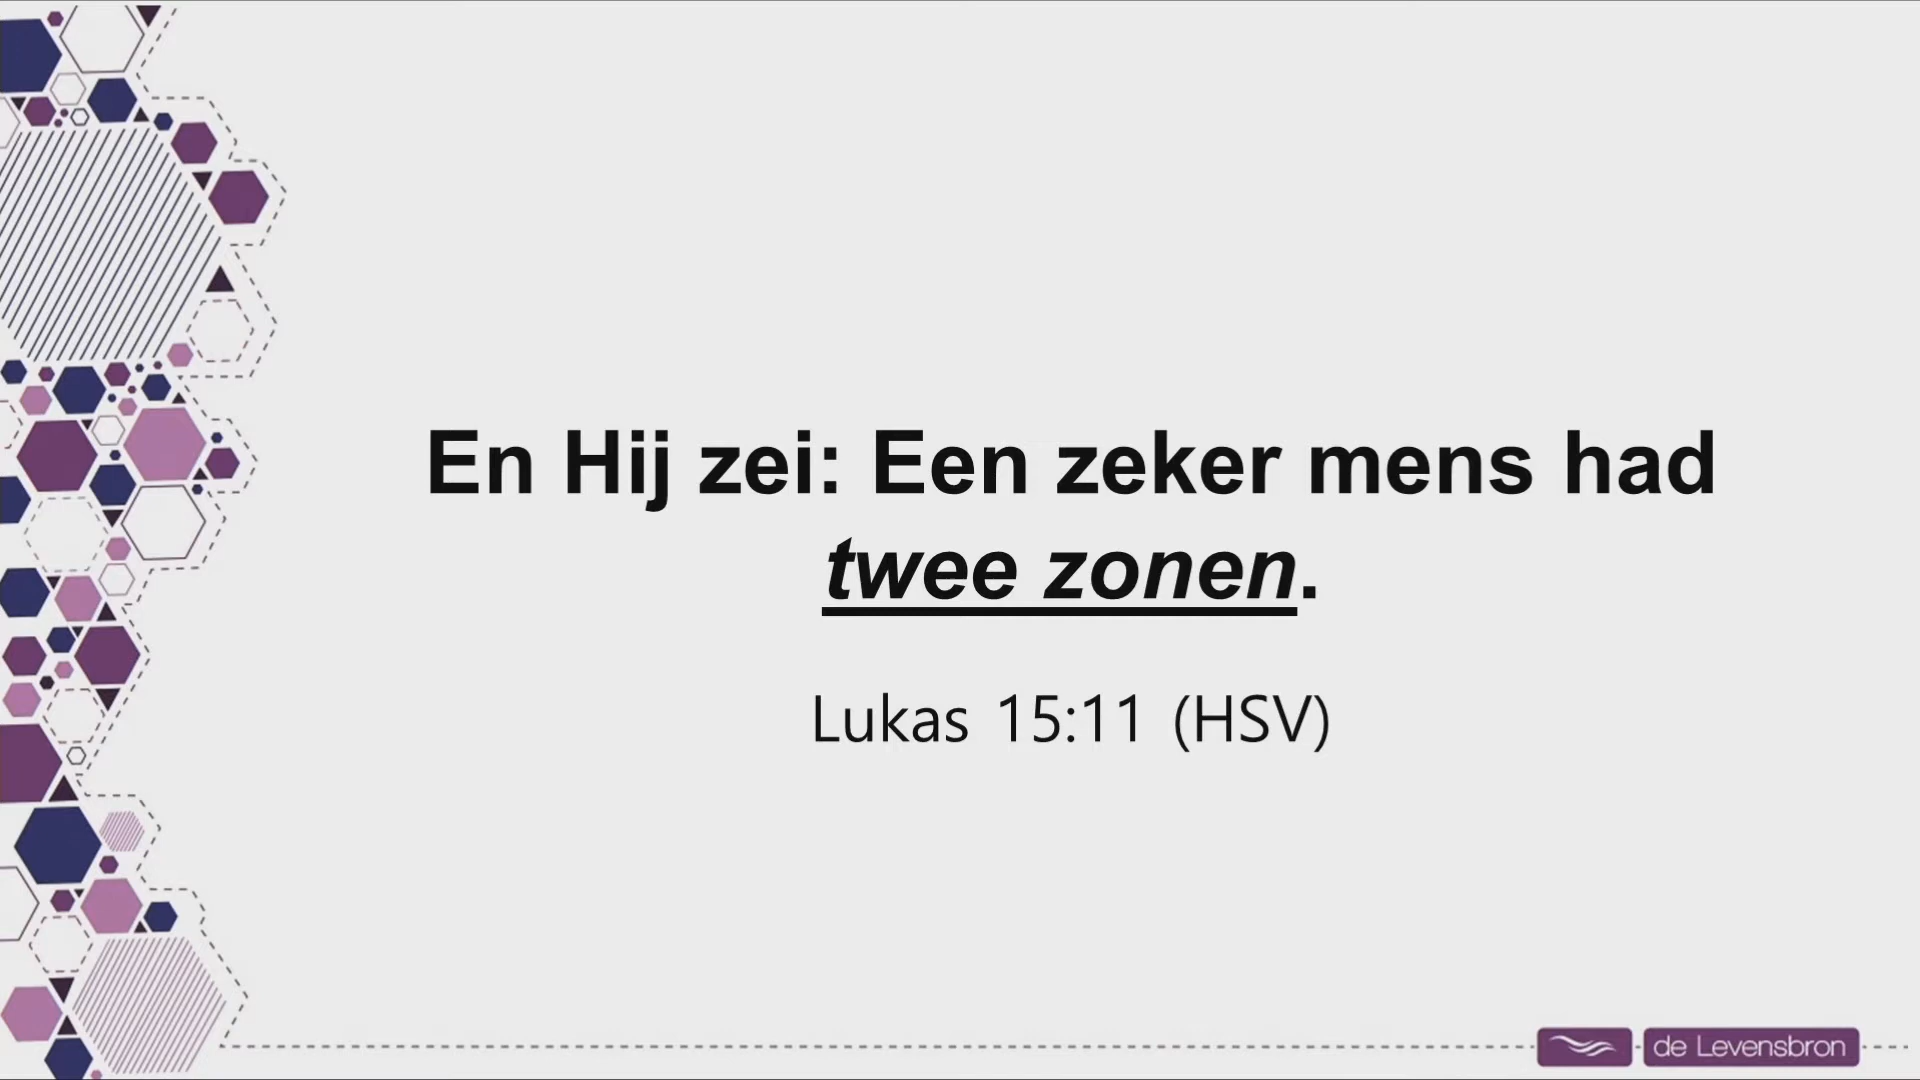 En Hij zei: Een zeker mens had
twee zonen.
Lukas 15:11 (HSV)
de Levensbron